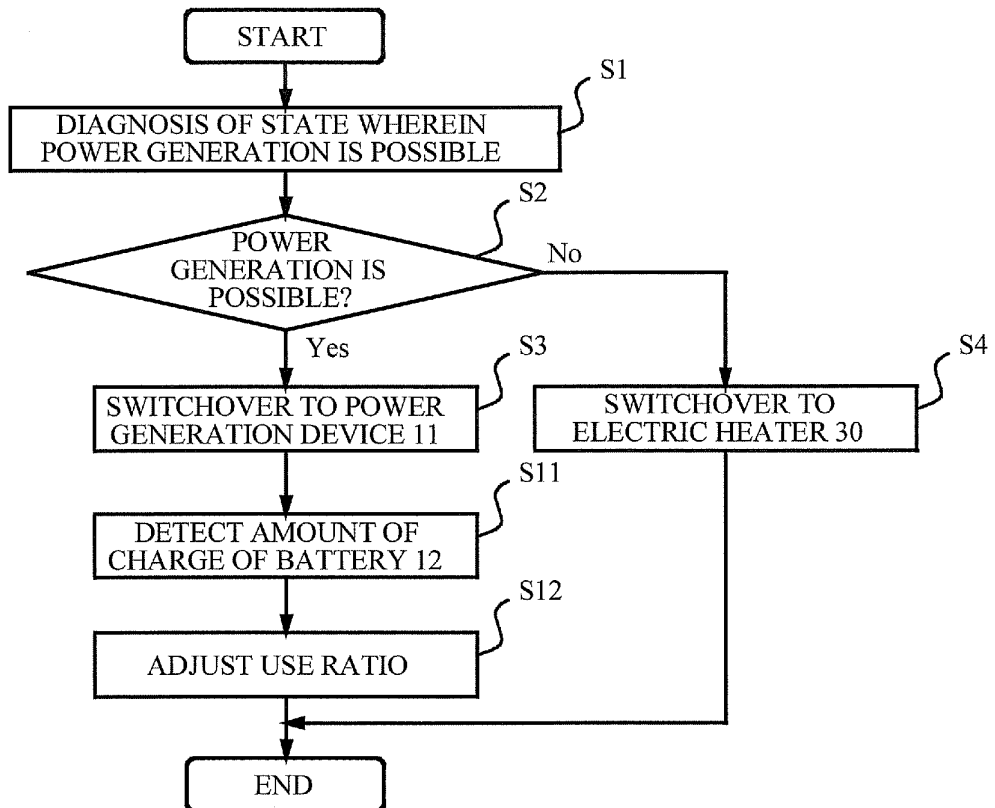 START
S1
DIAGNOSIS OF STATE WHEREIN
POWER GENERATION IS POSSIBLE
S2
POWER
GENERATION IS
POSSIBLE?
No
Yes
S3
SWITCHOVER TO POWER
GENERATION DEVICE 11
S4
SWITCHOVER TO
ELECTRIC HEATER 30
S11
DETECT AMOUNT OF
CHARGE OF BATTERY 12
S12
ADJUST USE RATIO
END